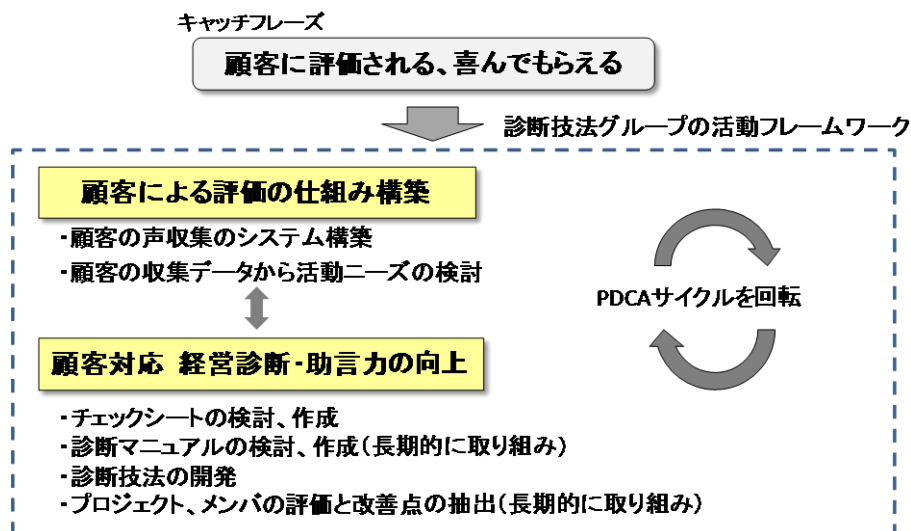 キャッチフレーズ
顧客に評価される、喜んでもらえる
診断技法グループの活動フレームワーク
顧客による評価の仕組み構築
・顧客の声収集のシステム構築
・顧客の収集データから活動ニーズの検討
PDCAサイクルを回転
顧客対応 経営診断・助言力の向上
・チェックシートの検討、作成
・診断マニュアルの検討、作成(長期的に取り組み)
・診断技法の開発
・プロジェクト、メンバの評価と改善点の抽出(長期的に取り組み)